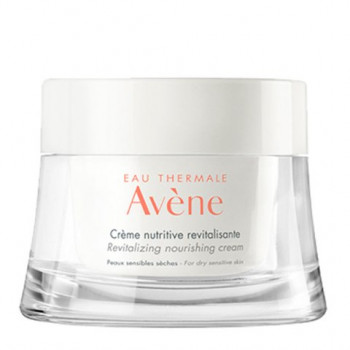 EAU THERMALE
Avène
Crème nutritive revitalisante
Revitalizing nourishing cream
Peaux sensibles sèches - For dry sensitive skin